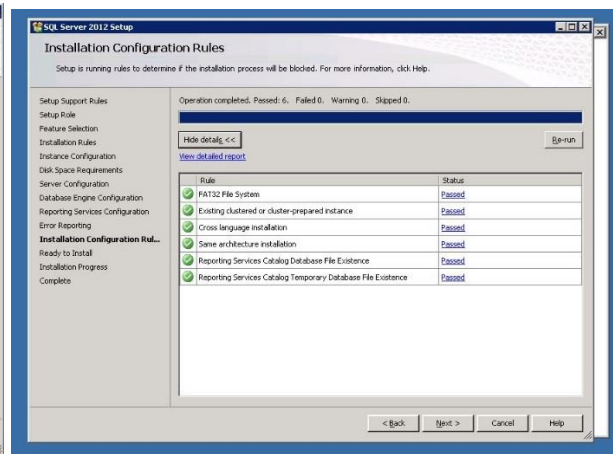 SQL Server 2012 Setup
Installation Configuration Rules
Setup is running rules to determine if the installation process will be blocked. For more information, click Help.
Setup Support Rules
Setup Role
Feature Selection
Installation Rules
Instance Configuration
Disk Space Requirements
Server Configuration
Database Engine Configuration
Reporting Services Configuration
Error Reporting
Installation Configuration Rul...
Ready to Install
Installation Progress
Complete
Operation completed. Passed: 6. Failed 0. Warning 0. Skipped 0.
Hide details <<
Re-run
View detailed report
Rule Status
FAT32 File System Passed
Existing clustered or cluster-prepared instance Passed
Cross language installation Passed
Same architecture installation Passed
Reporting Services Catalog Database File Existence Passed
Reporting Services Catalog Temporary Database File Existence Passed
< Back Next > Cancel Help